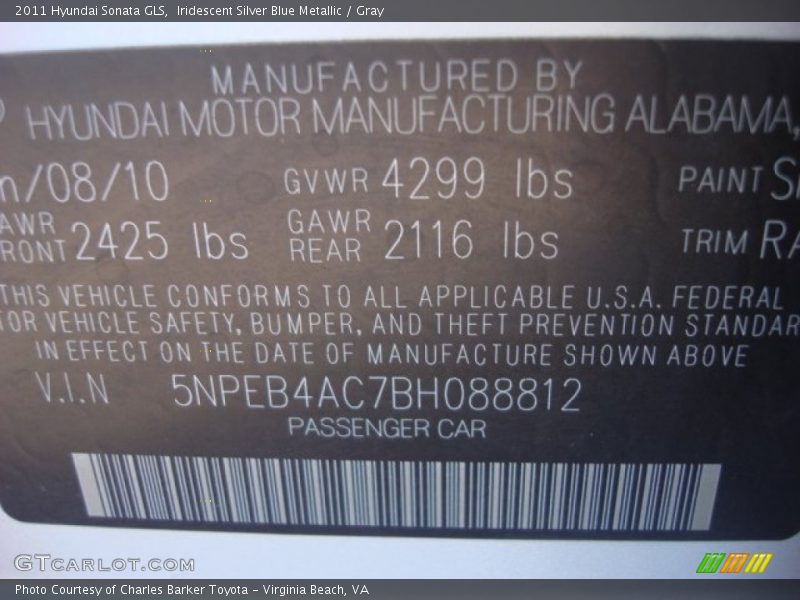 2011 Hyundai Sonata GLS, Iridescent Silver Blue Metallic / Gray
MANUFACTURED BY
HYUNDAI MOTOR MANUFACTURING ALABAMA,
/08/10 GVWR 4299 lbs PAINT
GAWR
REAR 2116 lbs TRIM
2425 lbs
THIS VEHICLE CONFORMS TO ALL APPLICABLE U.S.A. FEDERAL
VEHICLE SAFETY, BUMPER, AND THEFT PREVENTION
IN EFFECT ON THE DATE OF MANUFACTURE SHOWN ABOVE
V.I.N 5NPEB4AC7BH088812
PASSENGER CAR
GTCARLOT.COM
Photo Courtesy of Charles Barker Toyota - Virginia Beach, VA